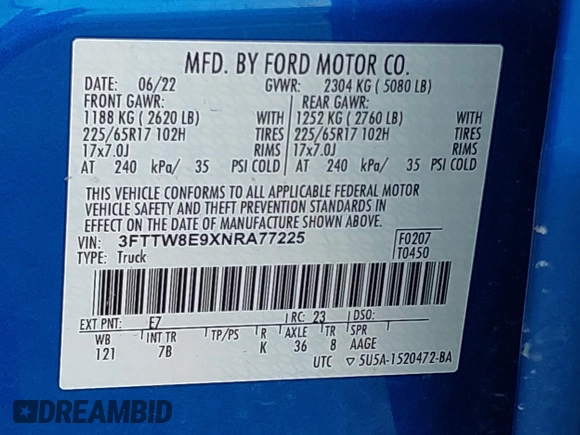 MFD. BY FORD MOTOR CO.
DATE: 06/22 GVWR: 2304 KG ( 5080 LB)
FRONT GAWR: REAR GAWR:
1188 KG ( 2620 LB) WITH 1252 KG ( 2760 LB) WITH
225/65R17 102H TIRES 225/65R17 102H TIRES
17x7.0J RIMS 17x7.0J RIMS
AT 240 kPa/ 35 PSI COLD AT 240 kPa/ 35 PSI COLD
THIS VEHICLE CONFORMS TO ALL APPLICABLE FEDERAL MOTOR
VEHICLE SAFETY AND THEFT PREVENTION STANDARDS IN
EFFECT ON THE DATE OF MANUFACTURE SHOWN ABOVE.
VIN: 3FTTW8E9XNRA77225 F0207
TYPE: Truck T0450
EXT PNT: E7 RC: 23 DSO:
WB INT TR TP/PS R AXLE TR SPR
121 7B K 36 8 AAGE
UTC ▽ 5U5A-1520472-BA
DREAMBID